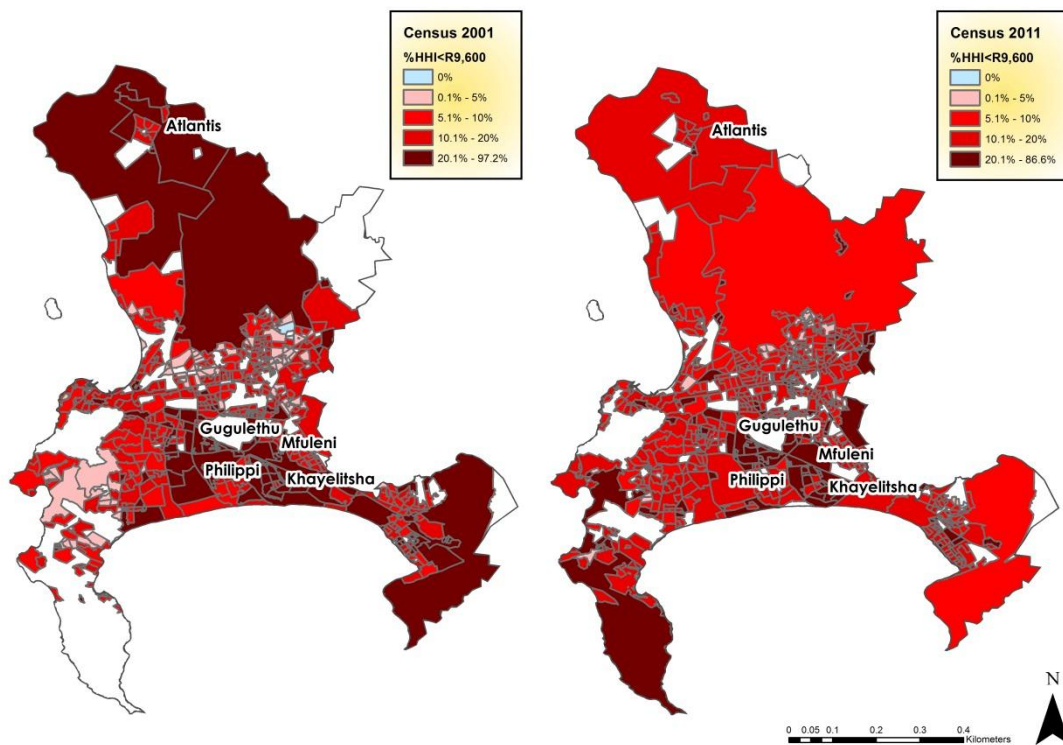 Census 2001
%HHI<R9,600
0%
0.1% - 5%
5.1% - 10%
10.1% - 20%
20.1% - 97.2%
Atlantis
Gugulethu
Mfuleni
Philippi
Khayelitsha
Census 2011
%HHI<R9,600
0%
0.1% - 5%
5.1% - 10%
10.1% - 20%
20.1% - 86.6%
Atlantis
Gugulethu
Mfuleni
Philippi
Khayelitsha
N
0 0.05 0.1 0.2 0.3 0.4
Kilometers